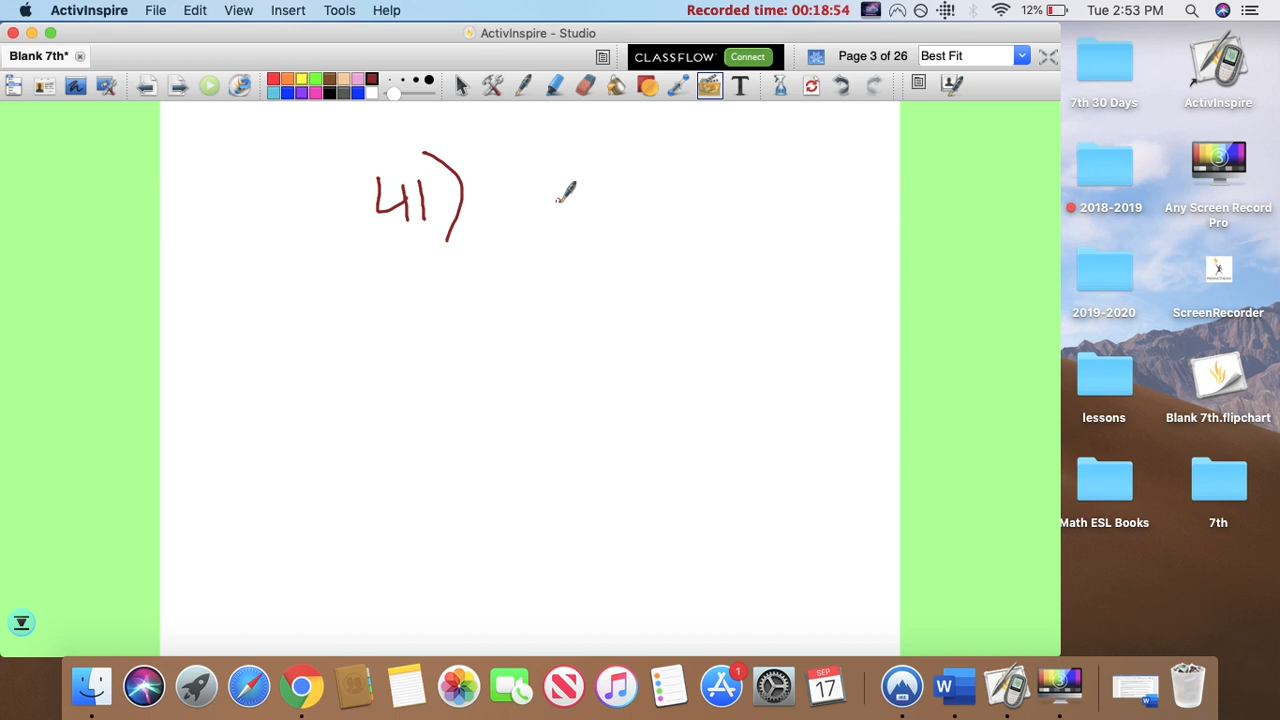 ActivInspire File Edit View Insert Tools Help Recorded time: 00:18:54 12% Tue 2:53 PM
ActivInspire - Studio
Blank 7th* CLASSFLOW Connect Page 3 of 26 Best Fit
T
41)
7th 30 Days ActivInspire
2018-2019 Any Screen Record Pro
2019-2020 ScreenRecorder
lessons Blank 7th.flipchart
Math ESL Books 7th
1
SEP
17
W